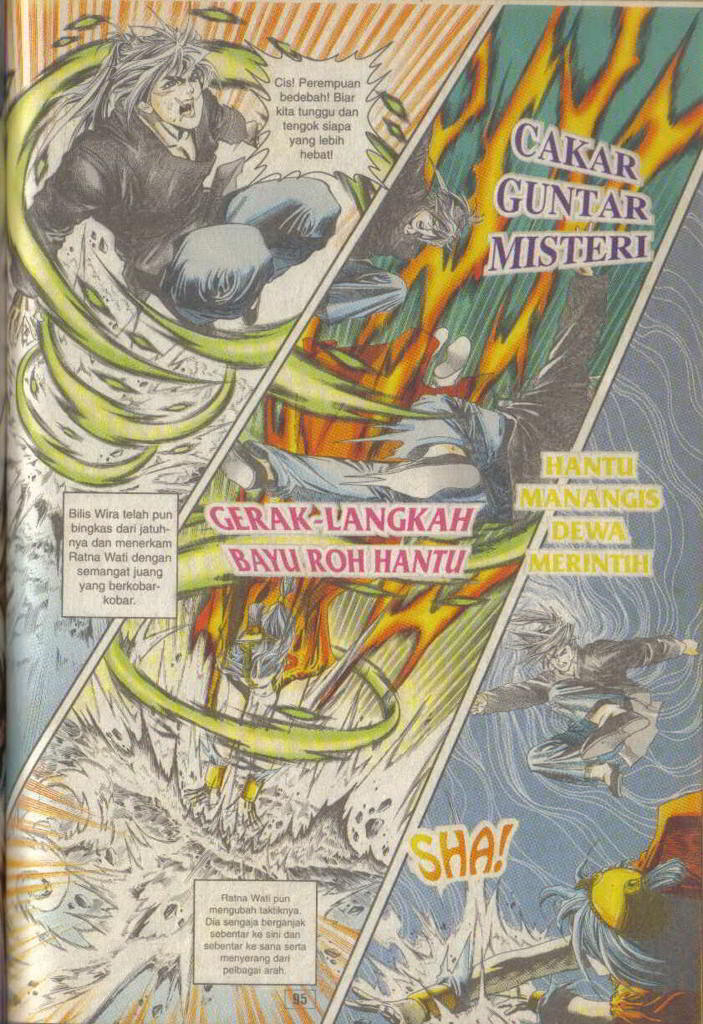 Cis! Perempuan
bedebah! Biar
kita tunggu dan
tengok siapa
yang lebih
hebat!
CAKAR
GUNTAR
MISTERI
Bilis Wira telah pun
bingkas dari jatuh-
nya dan menerkam
Ratna Wati dengan
semangat juang
yang berkobar-
kobar.
GERAK-LANGKAH
BAYU ROH HANTU
HANTU
MANANGIS
DEWA
MERINTIH
SHA!
Ratna Wati pun
mengubah taktiknya.
Dia sengaja berganjak
sebentar ke sini dan
sebentar ke sana serta
menyerang dari
pelbagai arah.
95